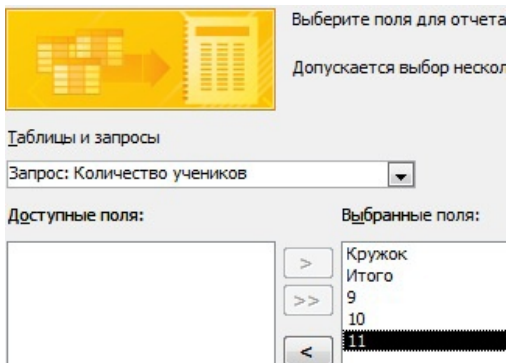 Выберите поля для отчета
Допускается выбор нескол
Таблицы и запросы
Запрос: Количество учеников
Доступные поля:
Выбранные поля:
>
>>
<
Кружок
Итого
9
10
11